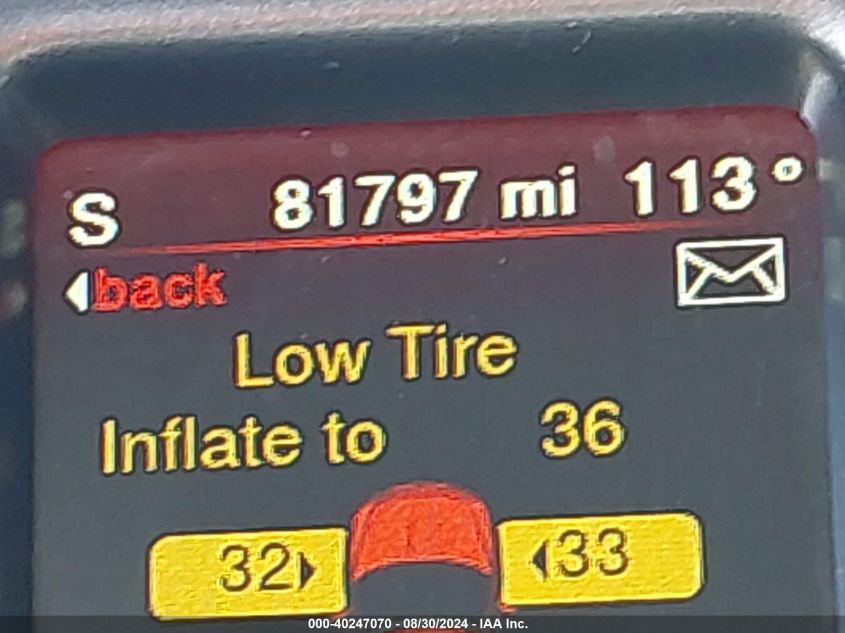 S 81797 mi 113°
back
Low Tire
Inflate to 36
32 33
000-40247070 - 08/30/2024 - IAA Inc.